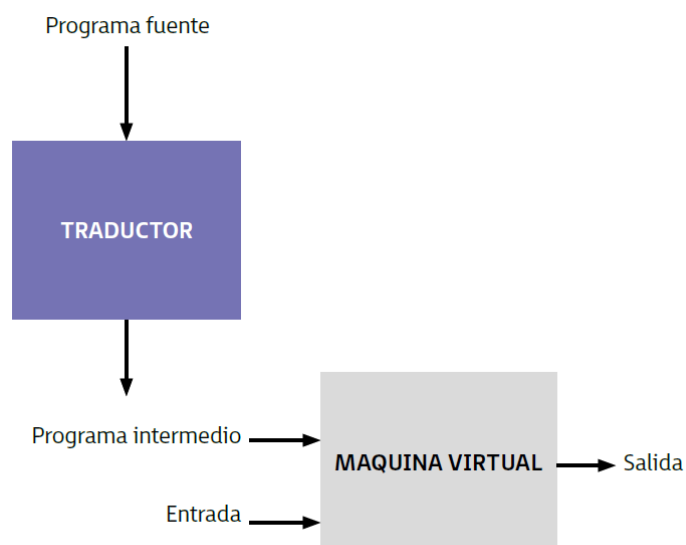 Programa fuente
TRADUCTOR
Programa intermedio
MAQUINA VIRTUAL
Salida
Entrada